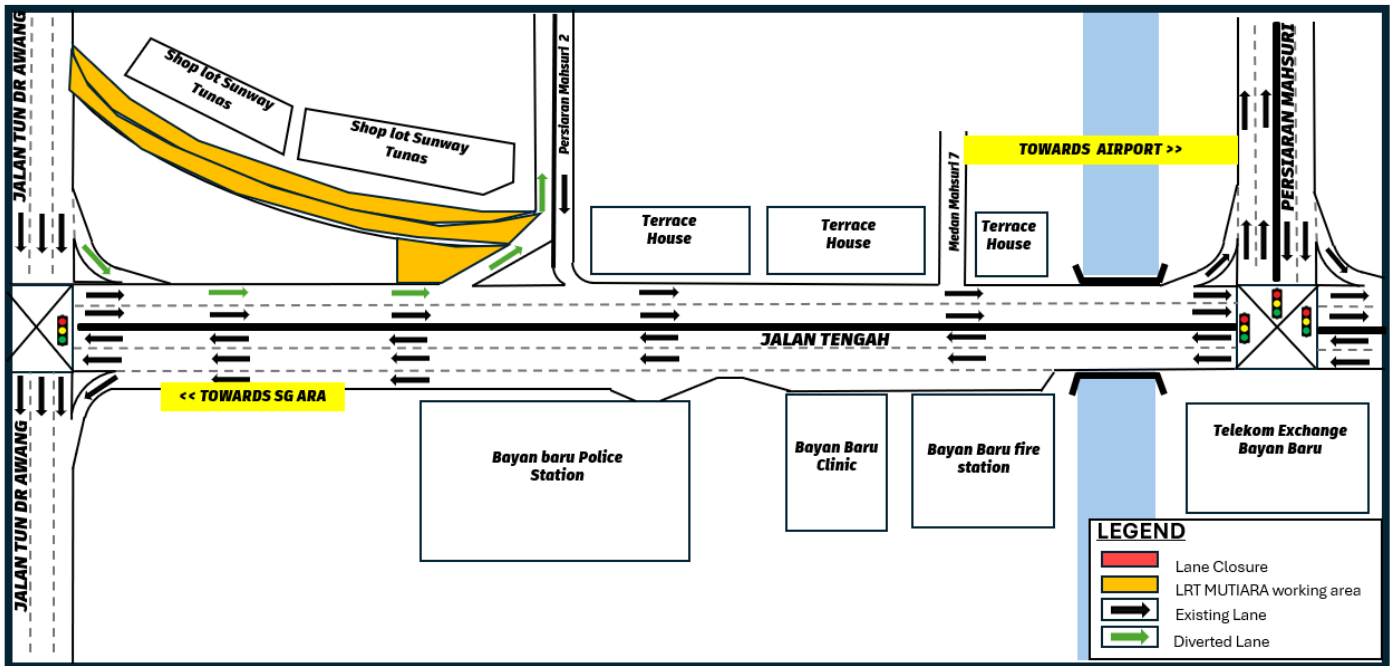 JALAN TUN DR AWANG
Shop lot Sunway
Tunas
Shop lot Sunway
Tunas
Persiaran Mahsuri 2
Medan Mahsuri 7
TOWARDS AIRPORT >>
PERSIARAN MAHSURI
Terrace
House
Terrace
House
Terrace
House
JALAN TENGAH
<< TOWARDS SG ARA
JALAN TUN DR AWANG
Bayan baru Police
Station
Bayan Baru
Clinic
Bayan Baru fire
station
Telekom Exchange
Bayan Baru
LEGEND
Lane Closure
LRT MUTIARA working area
Existing Lane
Diverted Lane